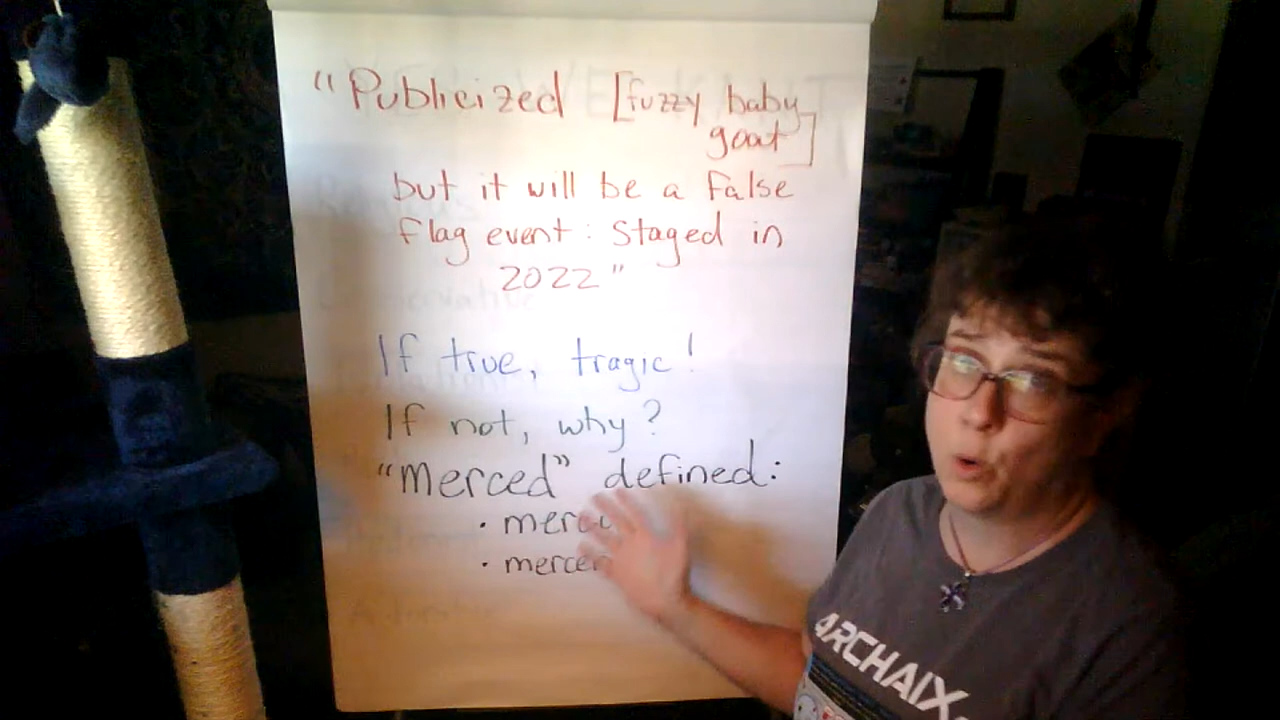 "Publicized [fuzzy baby
goat]
but it will be a false
flag event: Staged in
2022"
If true, tragic!
If not, why?
"Merced" defined:
•
•
ARCHAIX